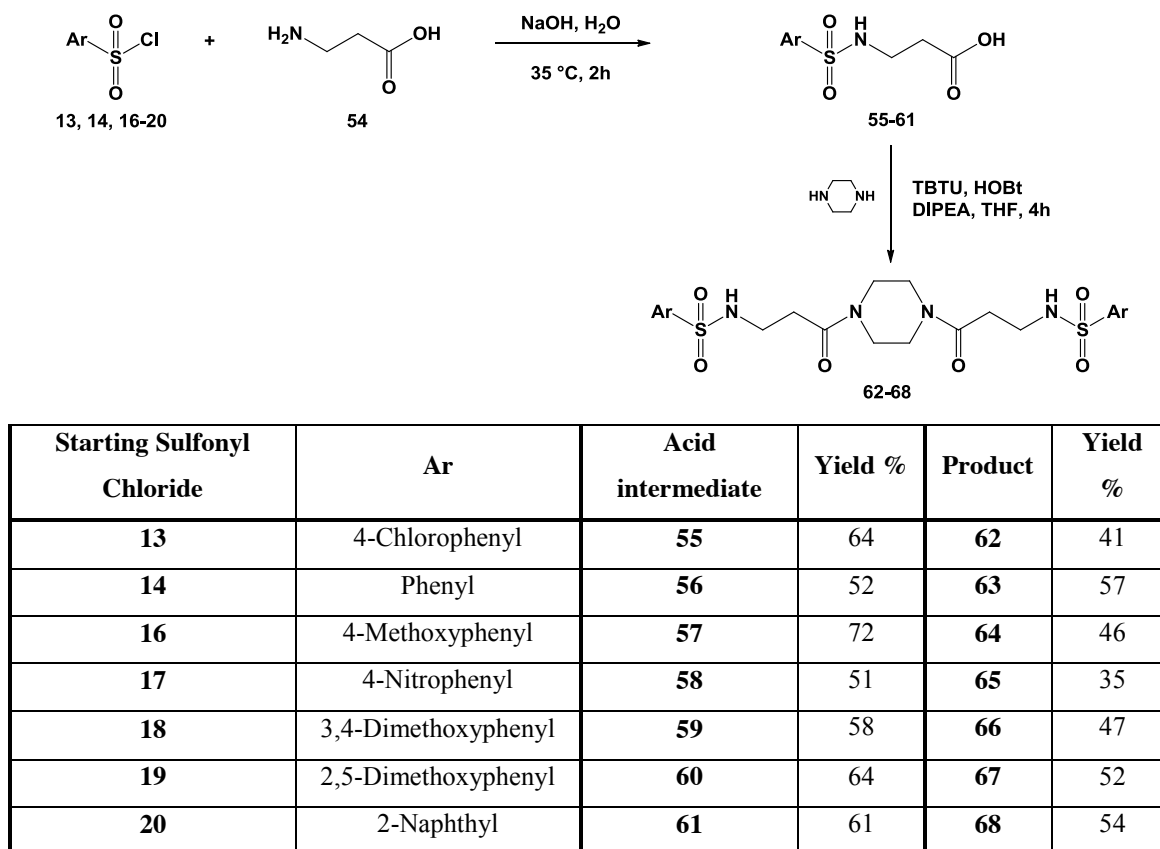 Ar S O O Cl + H2N OH O NaOH, H2O 35 °C, 2h Ar S O O H N OH O
13, 14, 16-20 54 55-61
HN NH TBTU, HOBt
DIPEA, THF, 4h
Ar S O O H N O N N O H N S O O Ar
62-68
Starting Sulfonyl Chloride Ar Acid intermediate Yield % Product Yield %
13 4-Chlorophenyl 55 64 62 41
14 Phenyl 56 52 63 57
16 4-Methoxyphenyl 57 72 64 46
17 4-Nitrophenyl 58 51 65 35
18 3,4-Dimethoxyphenyl 59 58 66 47
19 2,5-Dimethoxyphenyl 60 64 67 52
20 2-Naphthyl 61 61 68 54